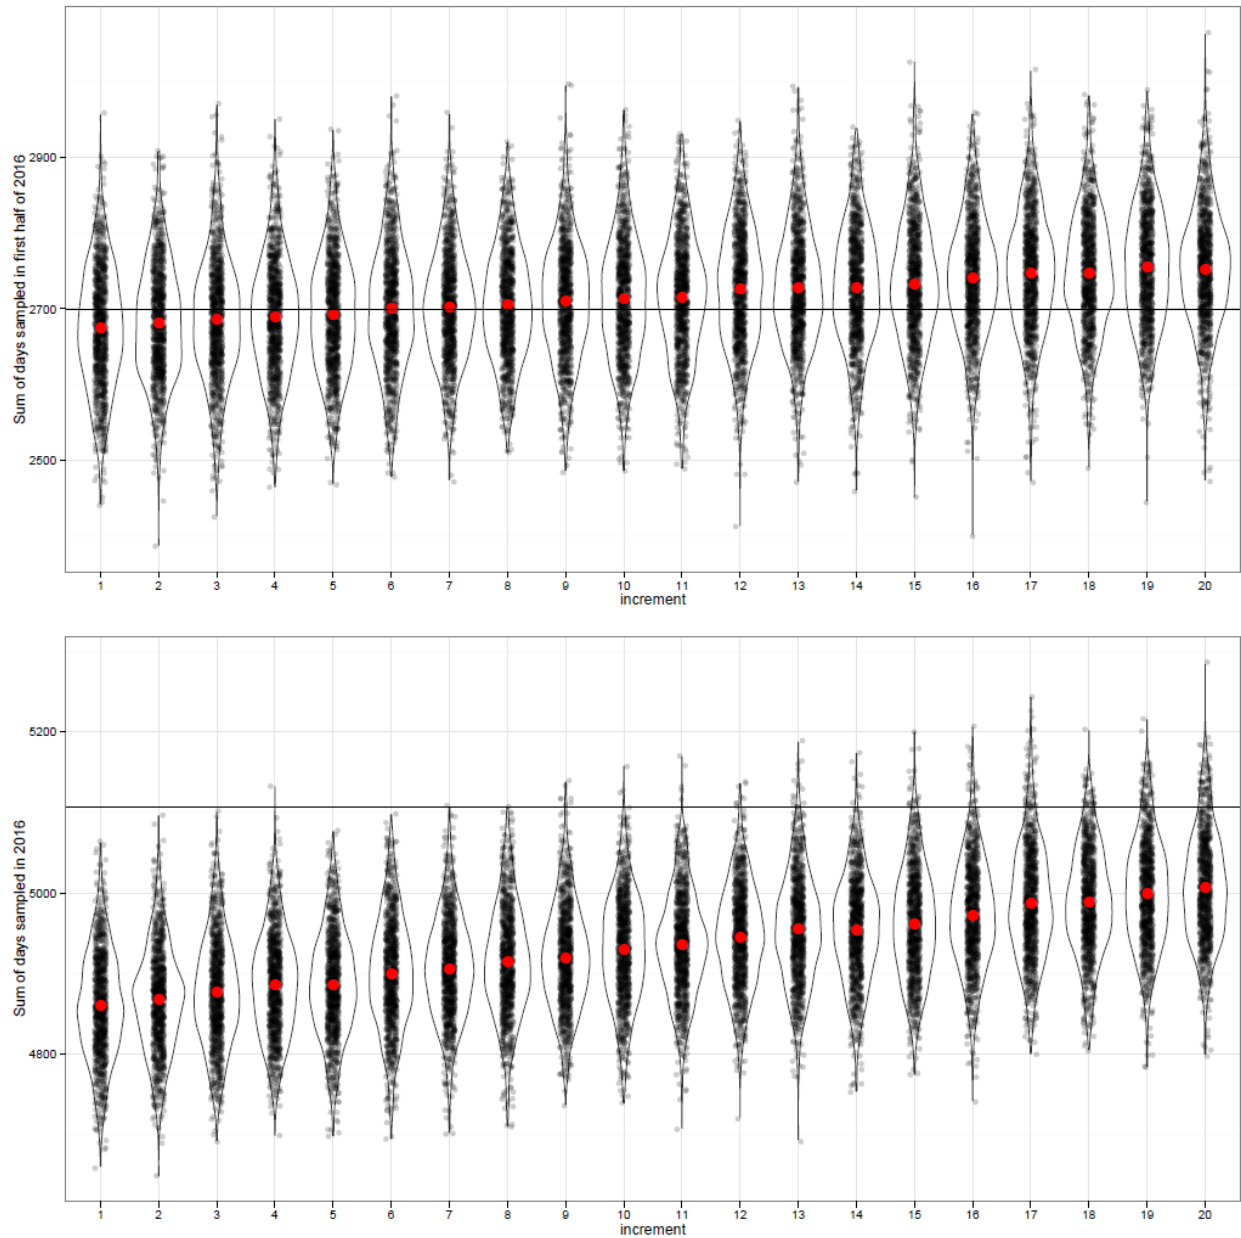 Sum of days sampled in first half of 2016
2900
2700
2500
1 2 3 4 5 6 7 8 9 10 11 12 13 14 15 16 17 18 19 20
increment
Sum of days sampled in 2016
5200
5000
4800
1 2 3 4 5 6 7 8 9 10 11 12 13 14 15 16 17 18 19 20
increment